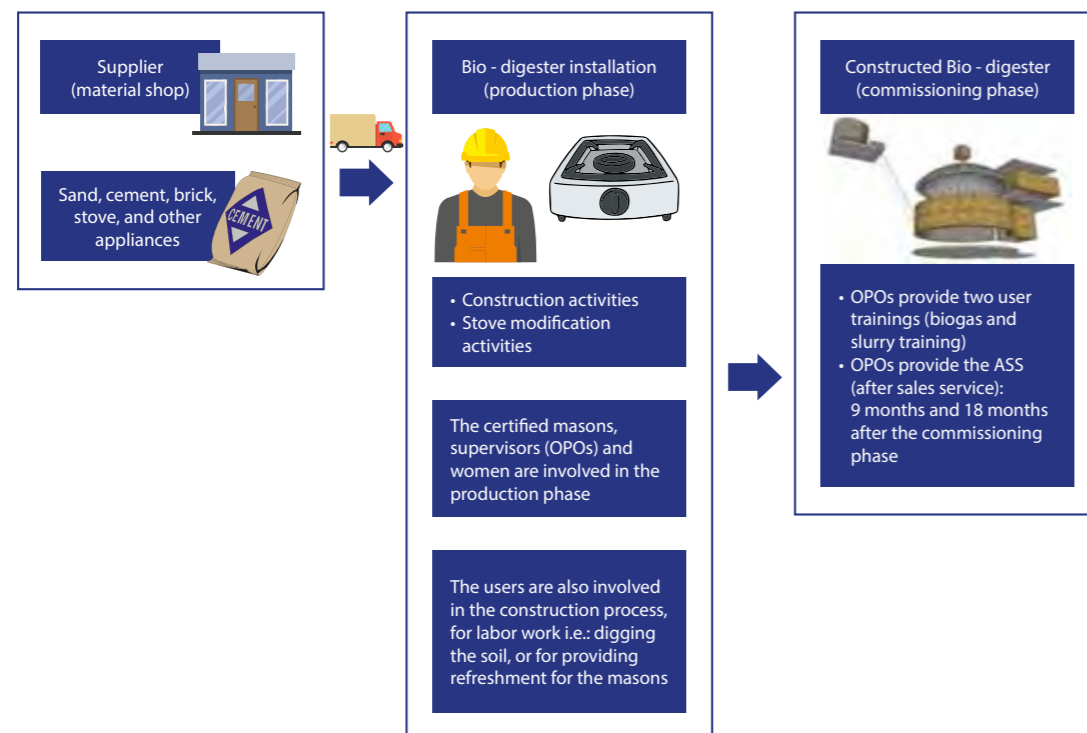 Supplier
(material shop)
Sand, cement, brick,
stove, and other
appliances
CEMENT
Bio - digester installation
(production phase)
• Construction activities
• Stove modification
activities
The certified masons,
supervisors (OPOs) and
women are involved in the
production phase
The users are also involved
in the construction process,
for labor work i.e.: digging
the soil, or for providing
refreshment for the masons
Constructed Bio - digester
(commissioning phase)
• OPOs provide two user
trainings (biogas and
slurry training)
• OPOs provide the ASS
(after sales service):
9 months and 18 months
after the commissioning
phase